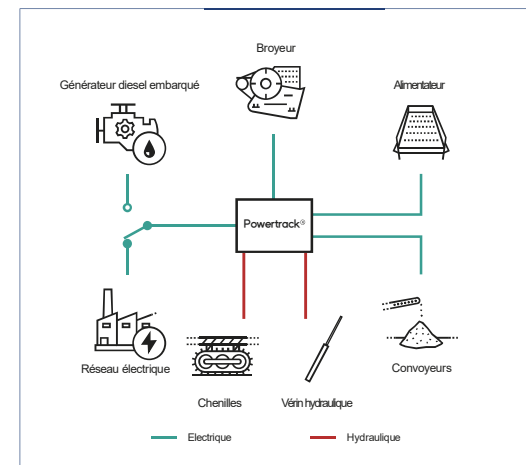 Broyeur
Générateur diesel embarqué
Alimentateur
Powertrack®
Réseau électrique
Convoyeurs
Chenilles
Vérin hydraulique
Electrique
Hydraulique